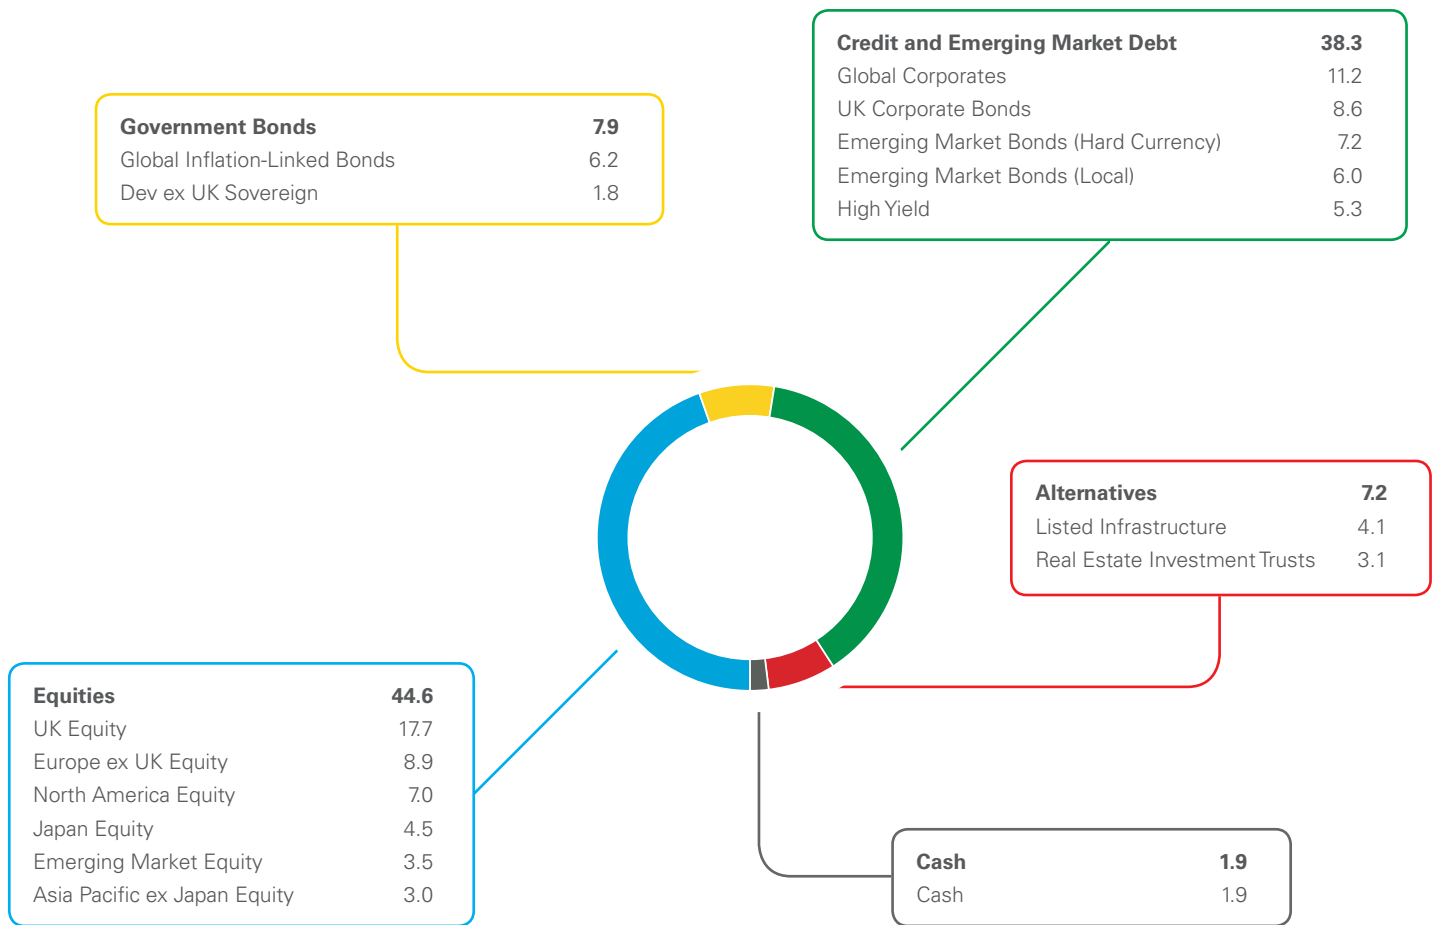 Credit and Emerging Market Debt 38.3
Global Corporates 11.2
UK Corporate Bonds 8.6
Emerging Market Bonds (Hard Currency) 7.2
Emerging Market Bonds (Local) 6.0
High Yield 5.3
Government Bonds 7.9
Global Inflation-Linked Bonds 6.2
Dev ex UK Sovereign 1.8
Alternatives 7.2
Listed Infrastructure 4.1
Real Estate Investment Trusts 3.1
Equities 44.6
UK Equity 17.7
Europe ex UK Equity 8.9
North America Equity 7.0
Japan Equity 4.5
Emerging Market Equity 3.5
Asia Pacific ex Japan Equity 3.0
Cash 1.9
Cash 1.9